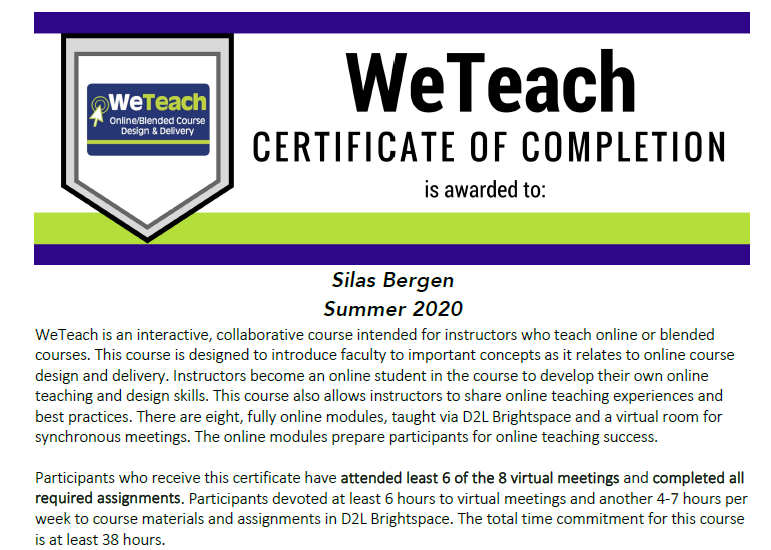 WeTeach
Online/Blended Course
Design & Delivery
WeTeach
CERTIFICATE OF COMPLETION
is awarded to:
Silas Bergen
Summer 2020
WeTeach is an interactive, collaborative course intended for instructors who teach online or blended
courses. This course is designed to introduce faculty to important concepts as it relates to online course
design and delivery. Instructors become an online student in the course to develop their own online
teaching and design skills. This course also allows instructors to share online teaching experiences and
best practices. There are eight, fully online modules, taught via D2L Brightspace and a virtual room for
synchronous meetings. The online modules prepare participants for online teaching success.
Participants who receive this certificate have attended least 6 of the 8 virtual meetings and completed all
required assignments. Participants devoted at least 6 hours to virtual meetings and another 4-7 hours per
week to course materials and assignments in D2L Brightspace. The total time commitment for this course
is at least 38 hours.